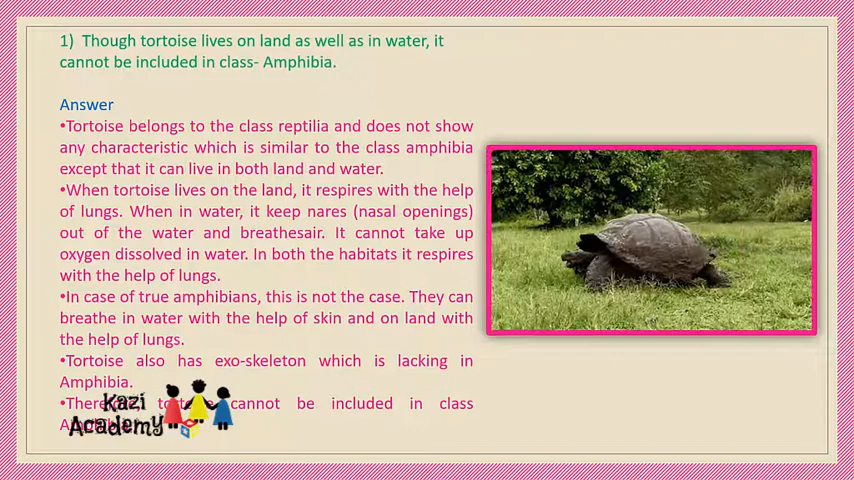 1) Though tortoise lives on land as well as in water, it
cannot be included in class- Amphibia.
Answer
•Tortoise belongs to the class reptilia and does not show
any characteristic which is similar to the class amphibia
except that it can live in both land and water.
•When tortoise lives on the land, it respires with the help
of lungs. When in water, it keep nares (nasal openings)
out of the water and breathesair. It cannot take up
oxygen dissolved in water. In both the habitats it respires
with the help of lungs.
•In case of true amphibians, this is not the case. They can
breathe in water with the help of skin and on land with
the help of lungs.
•Tortoise also has exo-skeleton which is lacking in
Amphibia.
cannot be included in class
Kazi
Academy